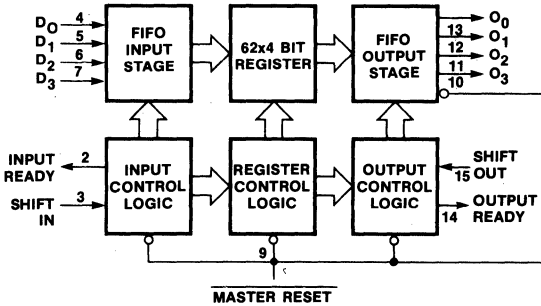 D0 4
D1 5
D2 6
D3 7
FIFO
INPUT
STAGE
62x4 BIT
REGISTER
FIFO
OUTPUT
STAGE
O0
13 O1
12 O2
11 O3
10
INPUT
READY
2
SHIFT
IN
3
INPUT
CONTROL
LOGIC
REGISTER
CONTROL
LOGIC
OUTPUT
CONTROL
LOGIC
SHIFT
OUT
15
OUTPUT
READY
14
9
MASTER RESET